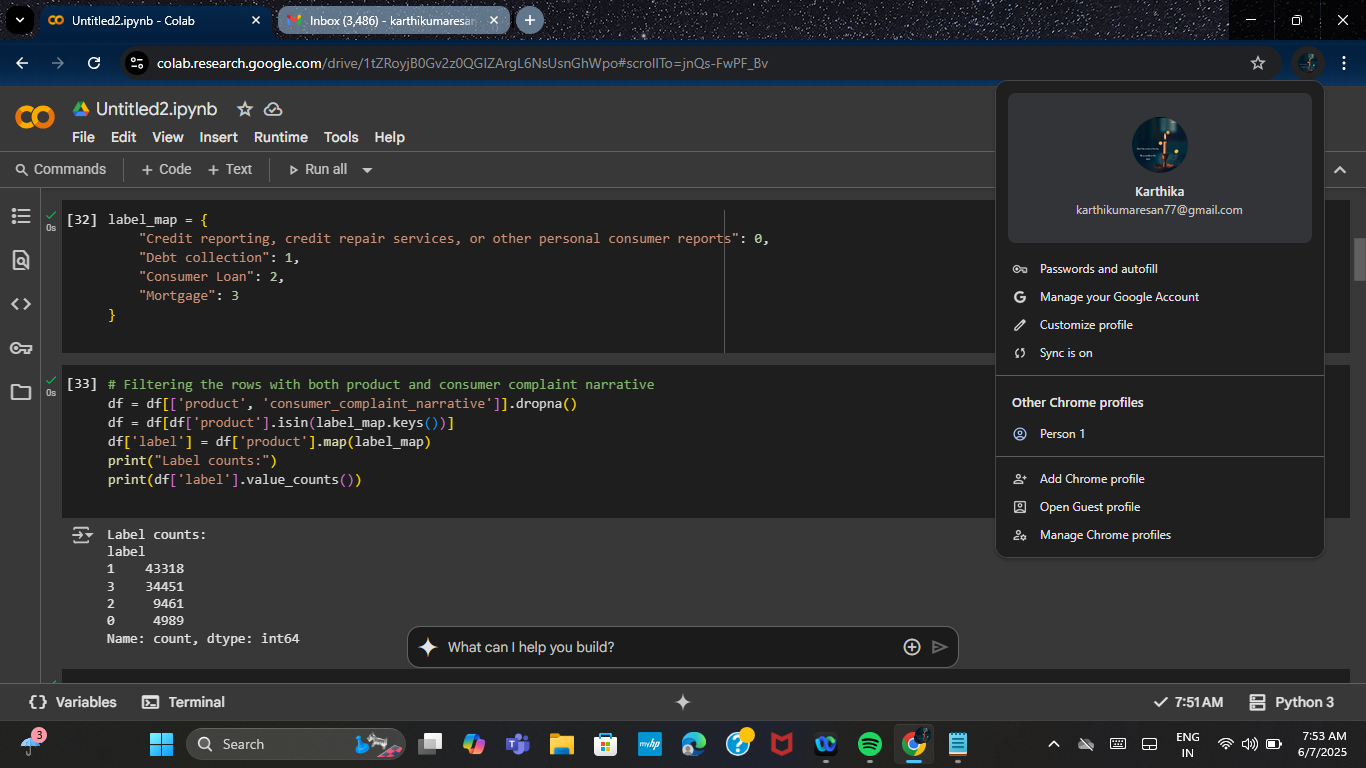 Untitled2.ipynb - Colab
Inbox (3,486) - karthikumaresan
colab.research.google.com/drive/1tZRoyjB0Gv2z0QGIZArgL6NsUsnGhWpo#scrollTo=jnQs-FwPF_Bv
Untitled2.ipynb
File Edit View Insert Runtime Tools Help
Commands + Code + Text Run all
[32] label_map = {
"Credit reporting, credit repair services, or other personal consumer reports": 0,
"Debt collection": 1,
"Consumer Loan": 2,
"Mortgage": 3
}
0s
[33] # Filtering the rows with both product and consumer complaint narrative
df = df[['product', 'consumer_complaint_narrative']].dropna()
df = df[df['product'].isin(label_map.keys())]
df['label'] = df['product'].map(label_map)
print("Label counts:")
print(df['label'].value_counts())
0s
Label counts:
label
1 43318
3 34451
2 9461
0 4989
Name: count, dtype: int64
What can I help you build?
Karthika
karthikumaresan77@gmail.com
Passwords and autofill
Manage your Google Account
Customize profile
Sync is on
Other Chrome profiles
Person 1
Add Chrome profile
Open Guest profile
Manage Chrome profiles
{} Variables Terminal
7:51 AM Python 3
3
Search
myhp
ENG
IN
7:53 AM
6/7/2025